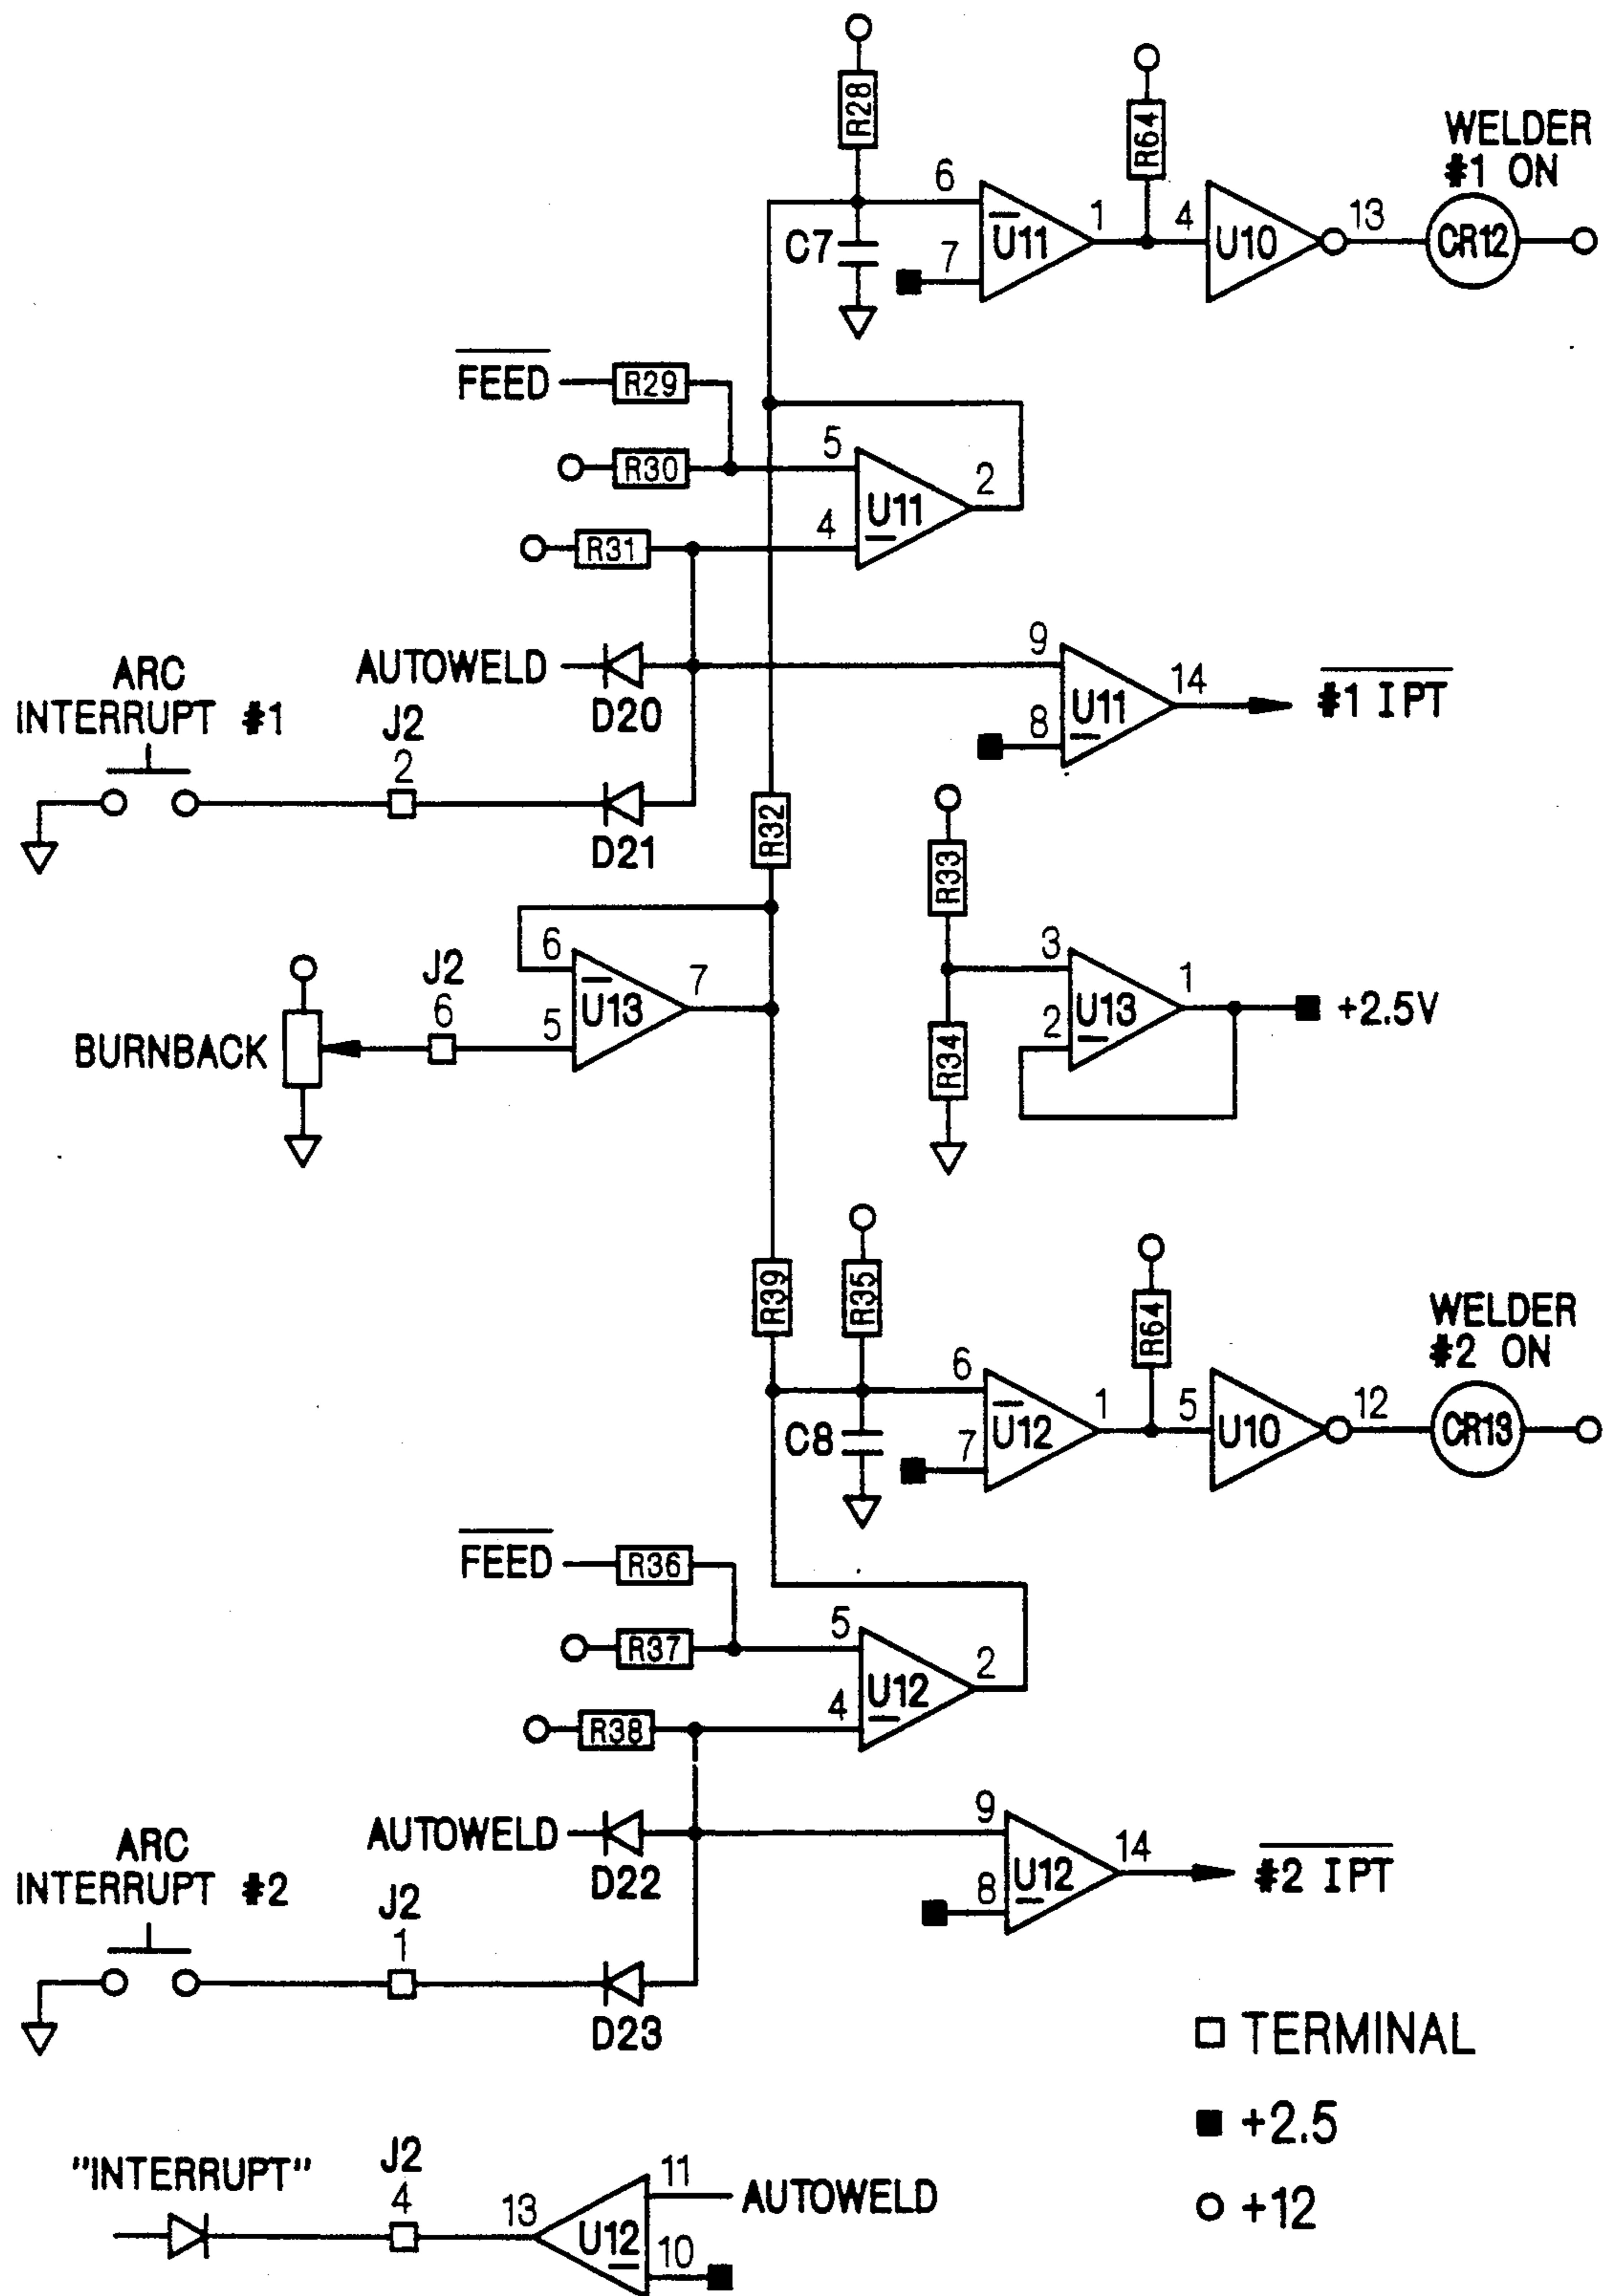 R28
R64
WELDER
#1 ON
6
7
U11
1
4
U10
13
CR12
C7
FEED
R29
R30
5
4
U11
2
R31
AUTOWELD
D20
9
8
U11
14
#1 IPT
ARC
INTERRUPT #1
J2
2
D21
R32
R33
R34
3
2
U13
1
+2.5V
BURNBACK
J2
6
6
5
U13
7
R39
R35
R64
WELDER
#2 ON
6
7
U12
1
5
U10
12
CR13
C8
FEED
R36
R37
5
4
U12
2
R38
AUTOWELD
D22
9
8
U12
14
#2 IPT
ARC
INTERRUPT #2
J2
1
D23
TERMINAL
+2.5
+12
"INTERRUPT"
J2
4
13
U12
11
10
AUTOWELD